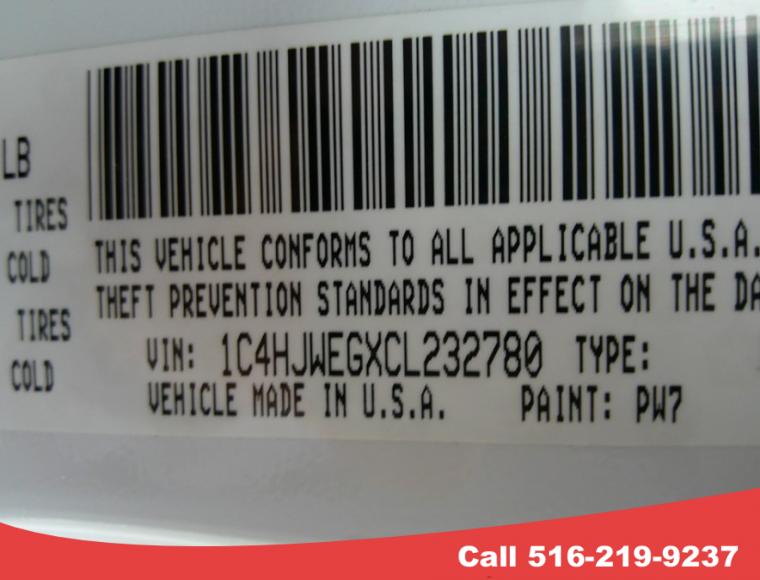 LB
TIRES
COLD
TIRES
COLD
THIS VEHICLE CONFORMS TO ALL APPLICABLE U.S.A.
THEFT PREVENTION STANDARDS IN EFFECT ON THE DA
VIN: 1C4HJWEGXCL232780 TYPE:
VEHICLE MADE IN U.S.A. PAINT: PW7
Call 516-219-9237